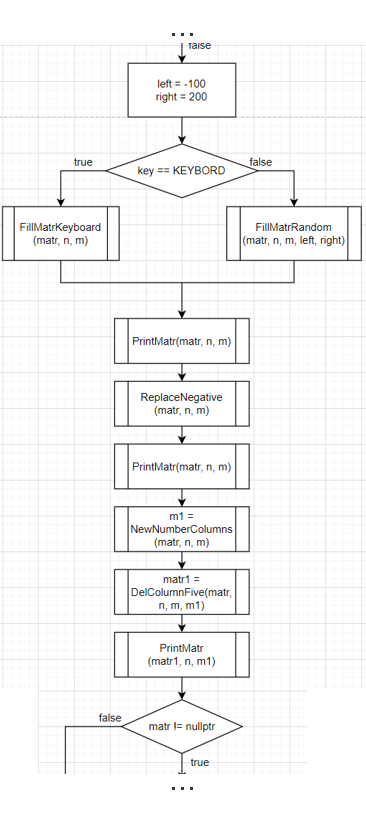 ...
false
left = -100
right = 200
key == KEYBORD
true
false
FillMatrKeyboard
(matr, n, m)
FillMatrRandom
(matr, n, m, left, right)
PrintMatr(matr, n, m)
ReplaceNegative
(matr, n, m)
PrintMatr(matr, n, m)
m1 =
NewNumberColumns
(matr, n, m)
matr1 =
DelColumnFive(matr,
n, m, m1)
PrintMatr
(matr1, n, m1)
false
matr != nullptr
true
...